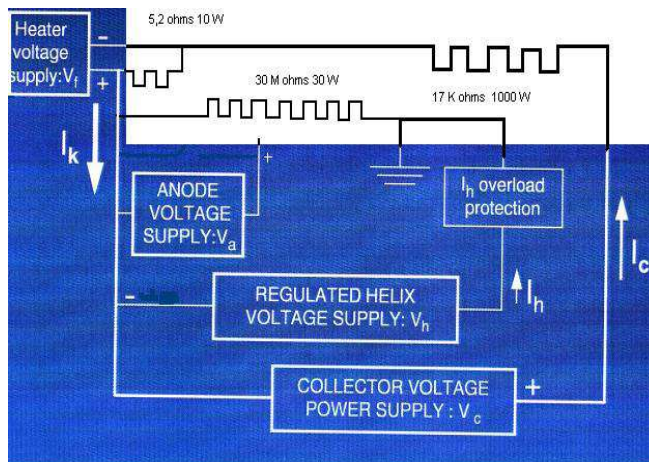 5,2 ohms 10 W
Heater
voltage
supply:Vf
-
+
30 M ohms 30 W
17 K ohms 1000 W
Ik
+
ANODE
VOLTAGE
SUPPLY:Va
Ih overload
protection
Ic
-
REGULATED HELIX
VOLTAGE SUPPLY: Vh
Ih
COLLECTOR VOLTAGE
POWER SUPPLY : Vc
+